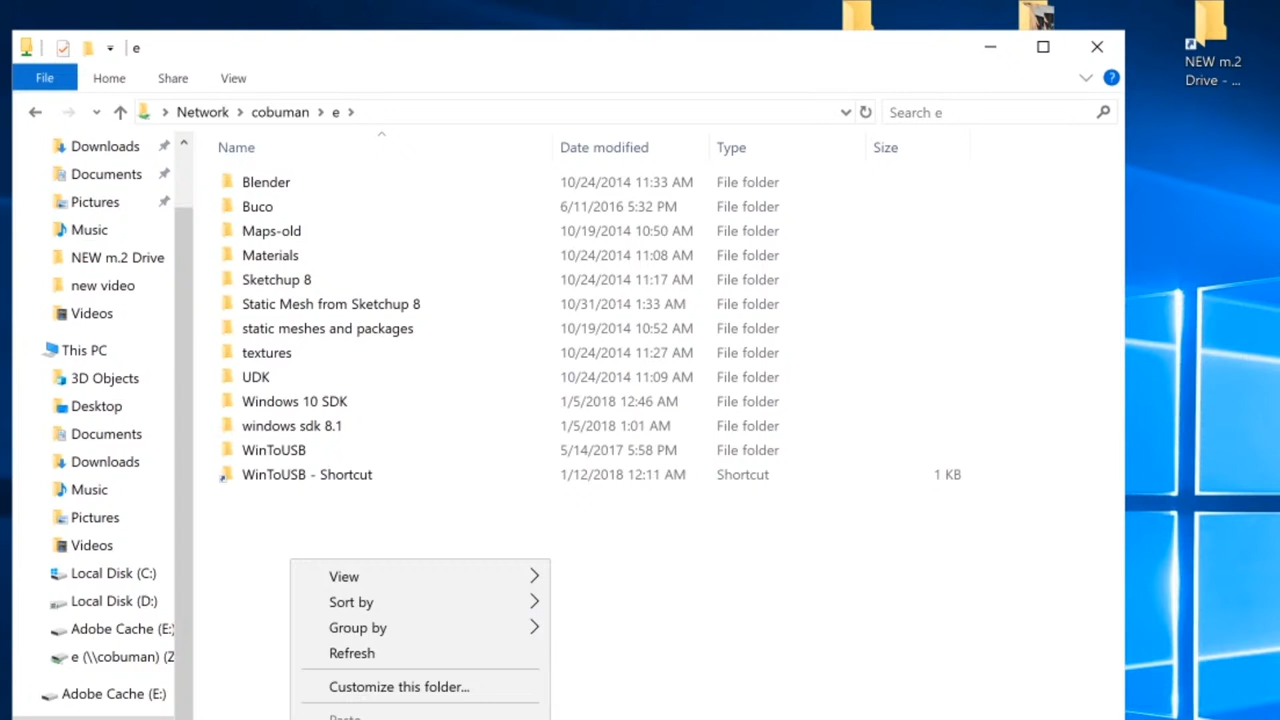 NEW m.2
Drive - ...
e
File Home Share View
Network cobuman e Search e
Name Date modified Type Size
Downloads
Documents
Pictures
Music
NEW m.2 Drive
new video
Videos
This PC
3D Objects
Desktop
Documents
Downloads
Music
Pictures
Videos
Local Disk (C:)
Local Disk (D:)
Adobe Cache (E:)
e (\\cobuman) (Z
Adobe Cache (E:)
Blender 10/24/2014 11:33 AM File folder
Buco 6/11/2016 5:32 PM File folder
Maps-old 10/19/2014 10:50 AM File folder
Materials 10/24/2014 11:08 AM File folder
Sketchup 8 10/24/2014 11:17 AM File folder
Static Mesh from Sketchup 8 10/31/2014 1:33 AM File folder
static meshes and packages 10/19/2014 10:52 AM File folder
textures 10/24/2014 11:27 AM File folder
UDK 10/24/2014 11:09 AM File folder
Windows 10 SDK 1/5/2018 12:46 AM File folder
windows sdk 8.1 1/5/2018 1:01 AM File folder
WinToUSB 5/14/2017 5:58 PM File folder
WinToUSB - Shortcut 1/12/2018 12:11 AM Shortcut 1 KB
View
Sort by
Group by
Refresh
Customize this folder...
Paste